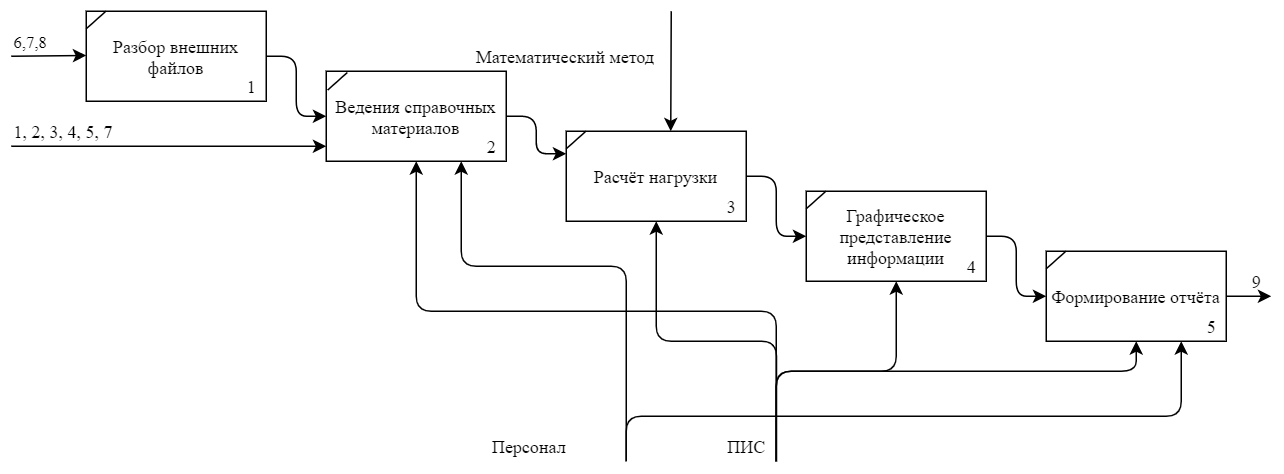 6,7,8
Разбор внешних
файлов
1
Математический метод
1, 2, 3, 4, 5, 7
Ведения справочных
материалов
2
Расчёт нагрузки
3
Графическое
представление
информации
4
Формирование отчёта
5
9
Персонал
ПИС